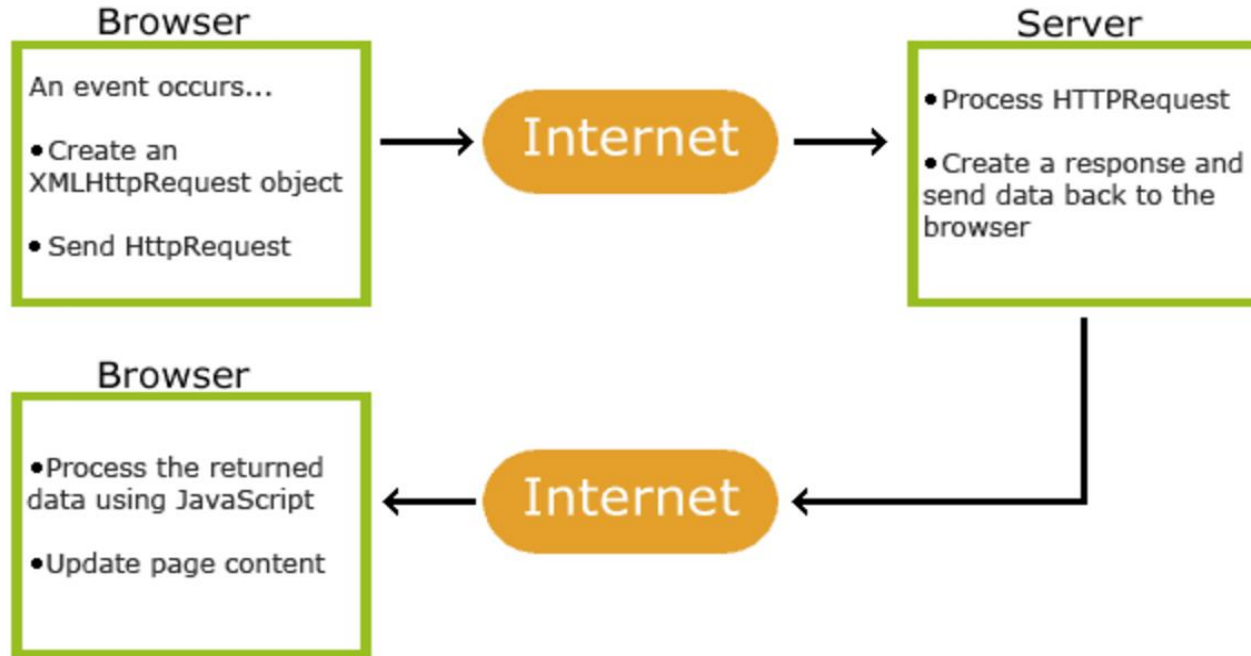 Browser
An event occurs...
•Create an
XMLHttpRequest object
• Send HttpRequest
Internet
Server
•Process HTTPRequest
•Create a response and
send data back to the
browser
Browser
•Process the returned
data using JavaScript
•Update page content
Internet